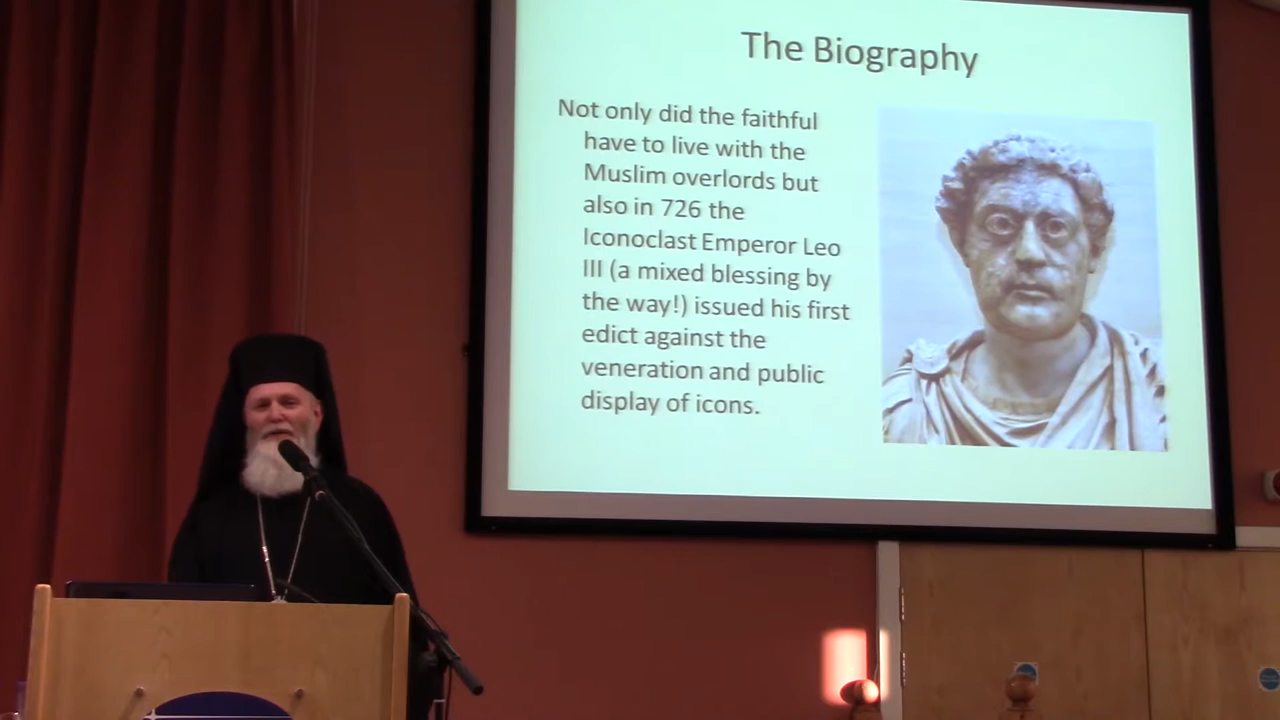 The Biography
Not only did the faithful
have to live with the
Muslim overlords but
also in 726 the
Iconoclast Emperor Leo
III (a mixed blessing by
the way!) issued his first
edict against the
veneration and public
display of icons.